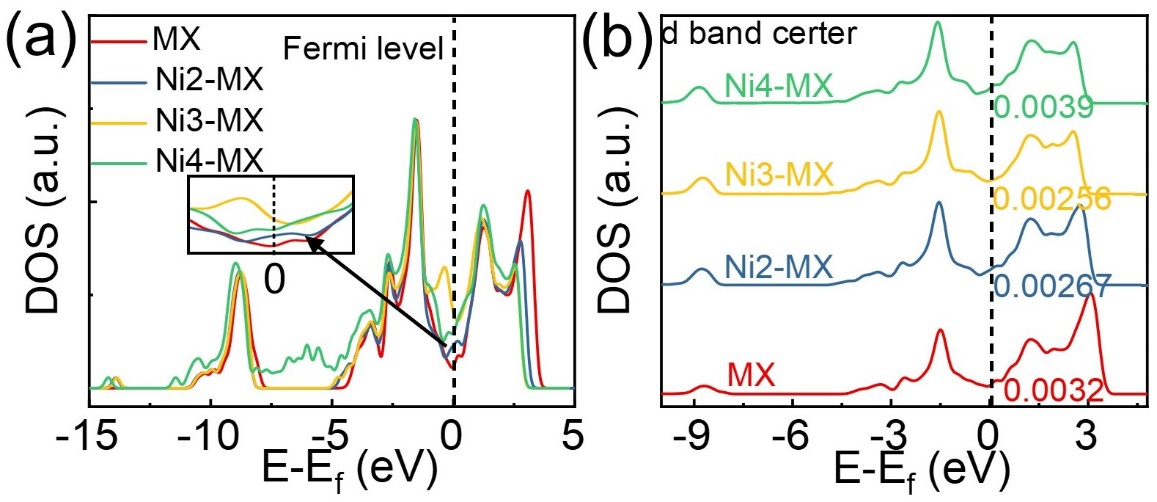 (a)
MX
Ni2-MX
Ni3-MX
Ni4-MX
Fermi level
0
DOS (a.u.)
-15 -10 -5 0 5
E-Ef (eV)
(b)
d band certer
Ni4-MX
0.0039
Ni3-MX
0.00256
Ni2-MX
0.00267
MX
0.0032
DOS (a.u.)
-9 -6 -3 0 3
E-Ef (eV)